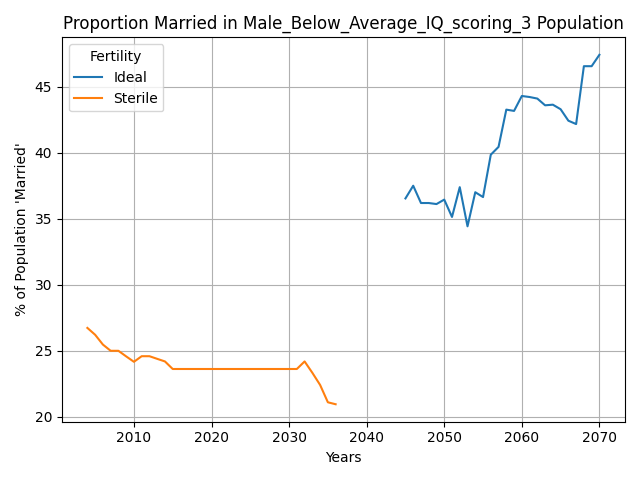 Proportion Married in Male_Below_Average_IQ_scoring_3 Population
Fertility
Ideal
Sterile
% of Population 'Married'
45
40
35
30
25
20
2010
2020
2030
2040
2050
2060
2070
Years